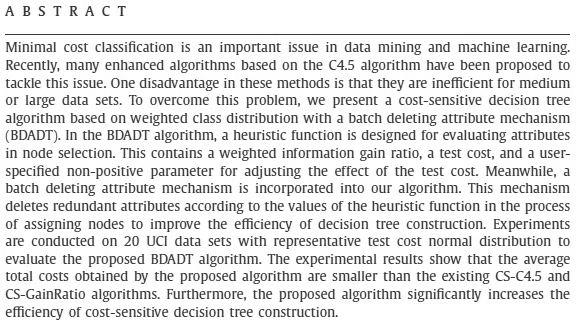 A B S T R A C T
Minimal cost classification is an important issue in data mining and machine learning.
Recently, many enhanced algorithms based on the C4.5 algorithm have been proposed to
tackle this issue. One disadvantage in these methods is that they are inefficient for medium
or large data sets. To overcome this problem, we present a cost-sensitive decision tree
algorithm based on weighted class distribution with a batch deleting attribute mechanism
(BDADT). In the BDADT algorithm, a heuristic function is designed for evaluating attributes
in node selection. This contains a weighted information gain ratio, a test cost, and a user-
specified non-positive parameter for adjusting the effect of the test cost. Meanwhile, a
batch deleting attribute mechanism is incorporated into our algorithm. This mechanism
deletes redundant attributes according to the values of the heuristic function in the process
of assigning nodes to improve the efficiency of decision tree construction. Experiments
are conducted on 20 UCI data sets with representative test cost normal distribution to
evaluate the proposed BDADT algorithm. The experimental results show that the average
total costs obtained by the proposed algorithm are smaller than the existing CS-C4.5 and
CS-GainRatio algorithms. Furthermore, the proposed algorithm significantly increases the
efficiency of cost-sensitive decision tree construction.